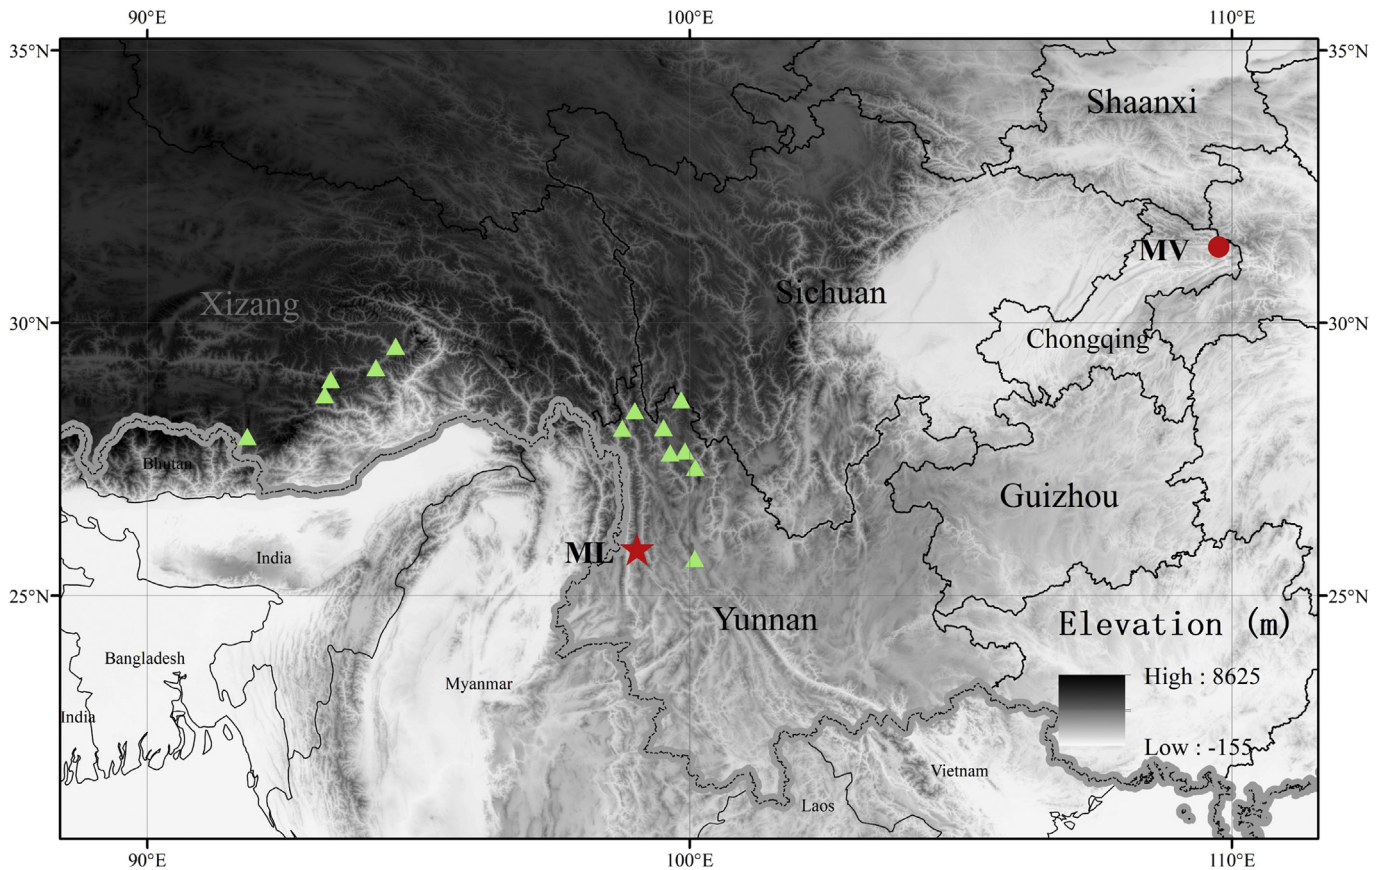 90°E 100°E 110°E
35°N 35°N
Shaanxi
MV
Sichuan
Xizang
30°N 30°N
Chongqing
Bhutan
Guizhou
ML
India
25°N 25°N
Yunnan
Elevation (m)
Bangladesh
High : 8625
Myanmar
India
Low : -155
Vietnam
Laos
90°E 100°E 110°E